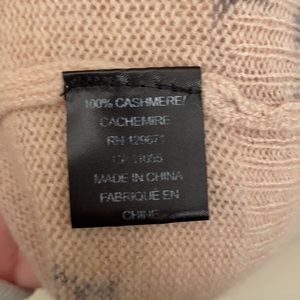 100% CASHMERE/
CACHEMIRE
RN 129671
MADE IN CHINA
FABRIQUÉ EN
CHINE